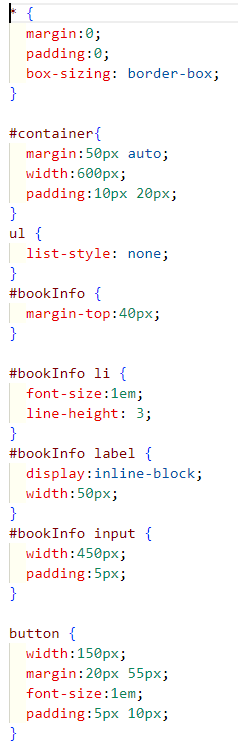 * {
  margin:0;
  padding:0;
  box-sizing: border-box;
}

#container{
  margin:50px auto;
  width:600px;
  padding:10px 20px;
}
ul {
  list-style: none;
}
#bookInfo {
  margin-top:40px;
}

#bookInfo li {
  font-size:1em;
  line-height: 3;
}
#bookInfo label {
  display:inline-block;
  width:50px;
}
#bookInfo input {
  width:450px;
  padding:5px;
}

button {
  width:150px;
  margin:20px 55px;
  font-size:1em;
  padding:5px 10px;
}